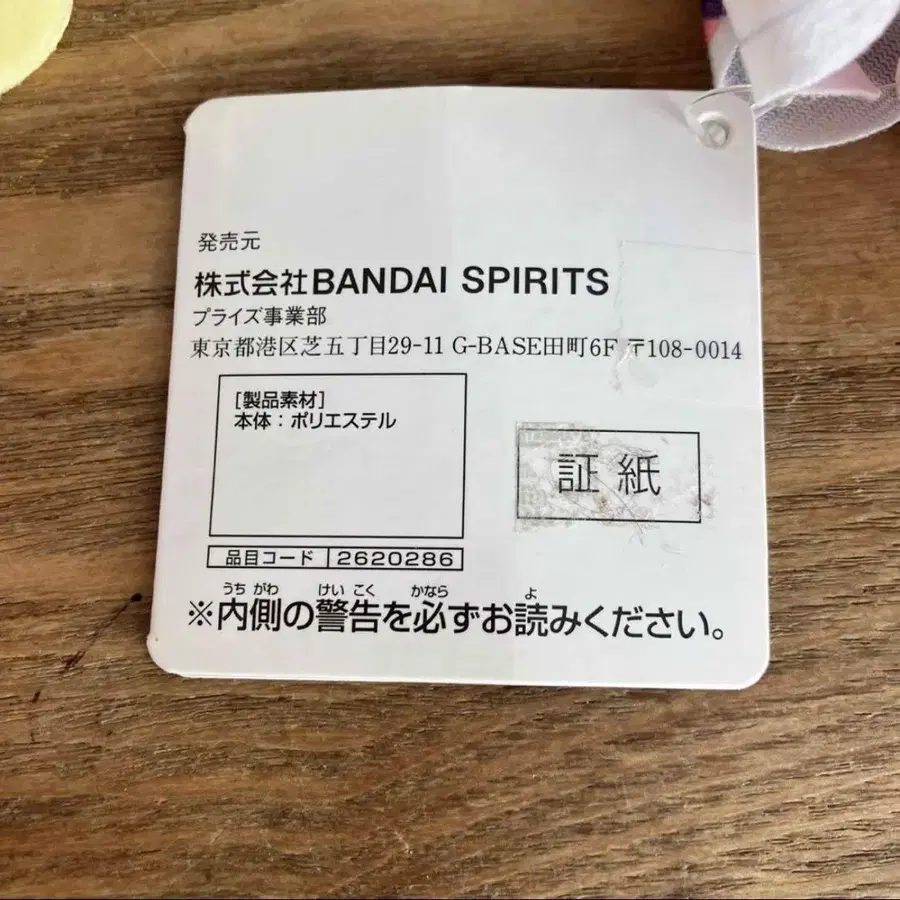 発売元
株式会社BANDAI SPIRITS
プライズ事業部
東京都港区芝五丁目29-11 G-BASE田町6F 〒108-0014
[製品素材]
本体：ポリエステル
証紙
品目コード 2620286
うちがわ けいこく かなら よ
※内側の警告を必ずお読みください。